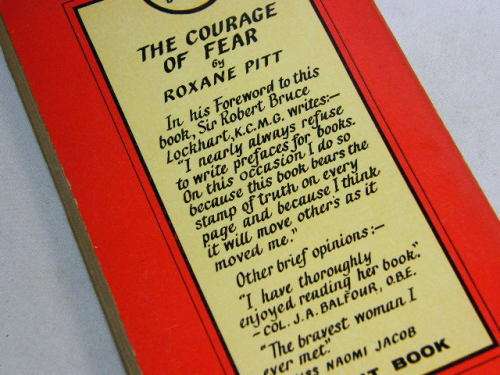 THE COURAGE
OF FEAR
by
ROXANE PITT
In his Foreword to this
book, Sir Robert Bruce
Lockhart, K.C.M.G. writes:—
"I nearly always refuse
to write prefaces for books.
On this occasion I do so
because this book bears the
stamp of truth on every
page and because I think
it will move others as it
moved me."
Other brief opinions:—
"I have thoroughly
enjoyed reading her book."
- COL. J. A. BALFOUR, O.B.E.
"The bravest woman I
ever met."
NAOMI JACOB
BOOK